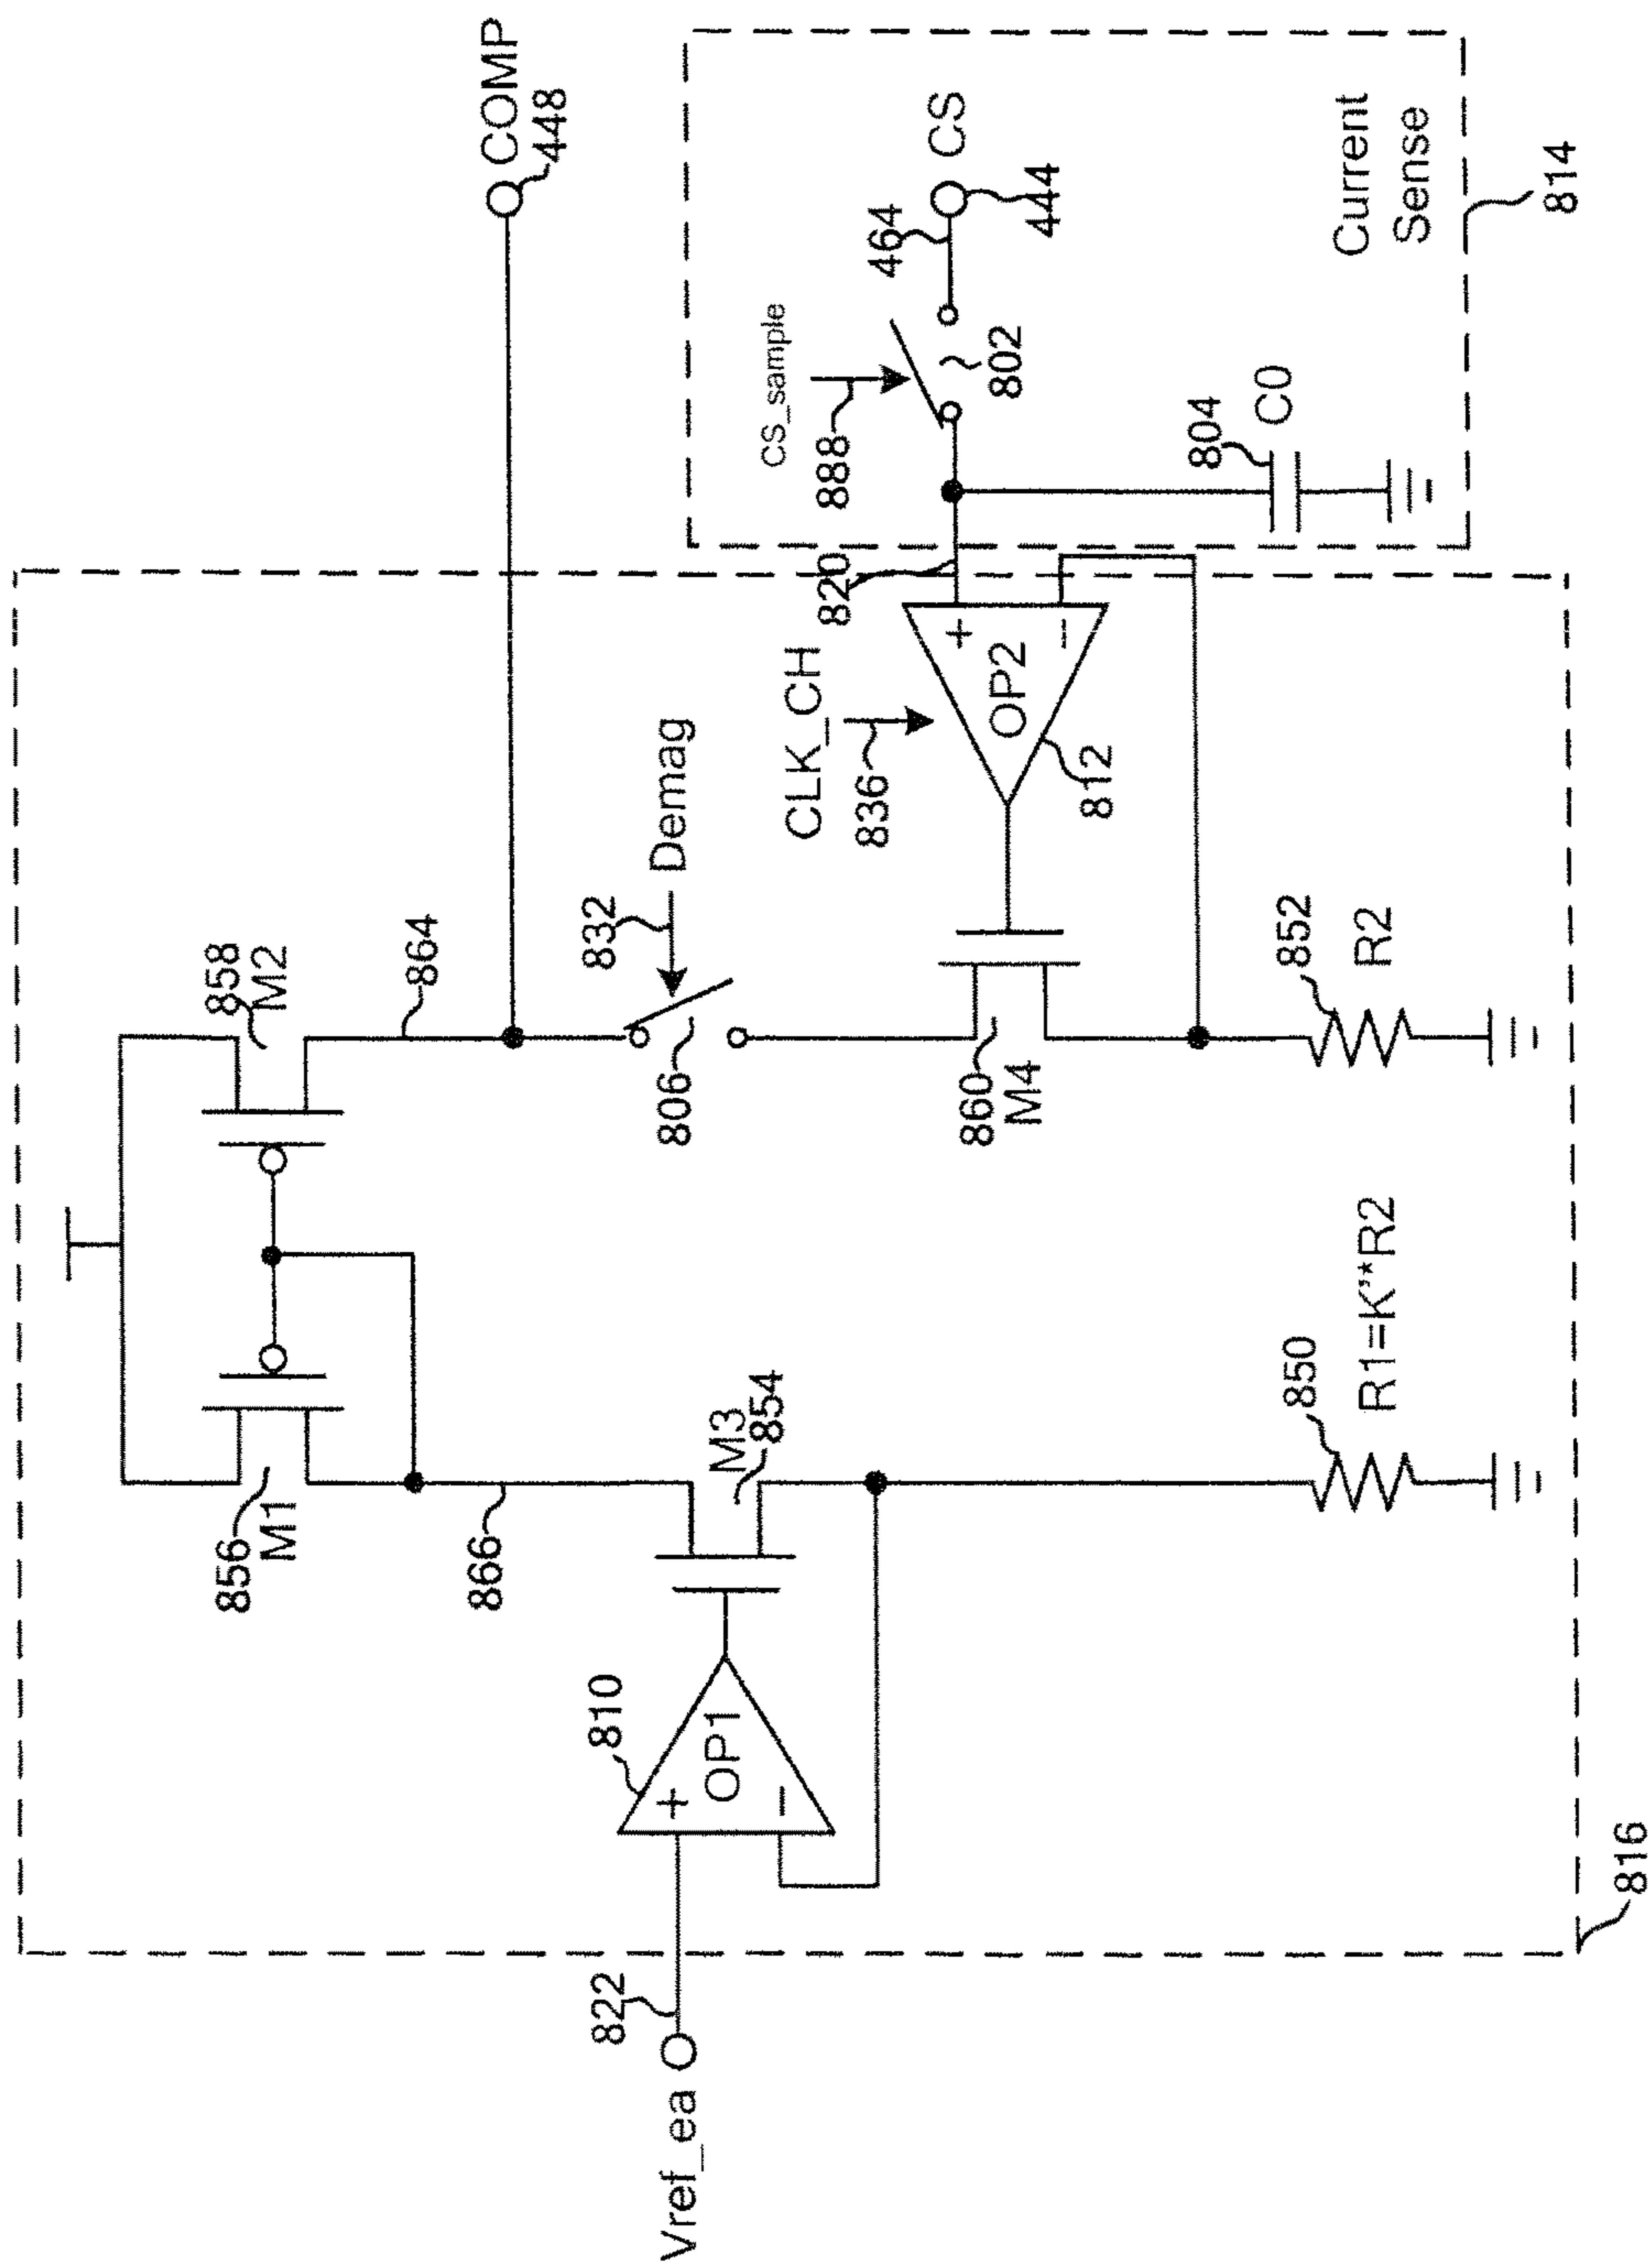 COMP
448
858
M2
856
M1
864
866
832
Demag
806
CLK_CH
836
820
CS_sample
888
464
CS
444
802
804
C0
Current
Sense
814
+
−
OP2
812
860
M4
852
R2
M3
854
810
+
−
OP1
850
R1=K'*R2
822
Vref_ea
816